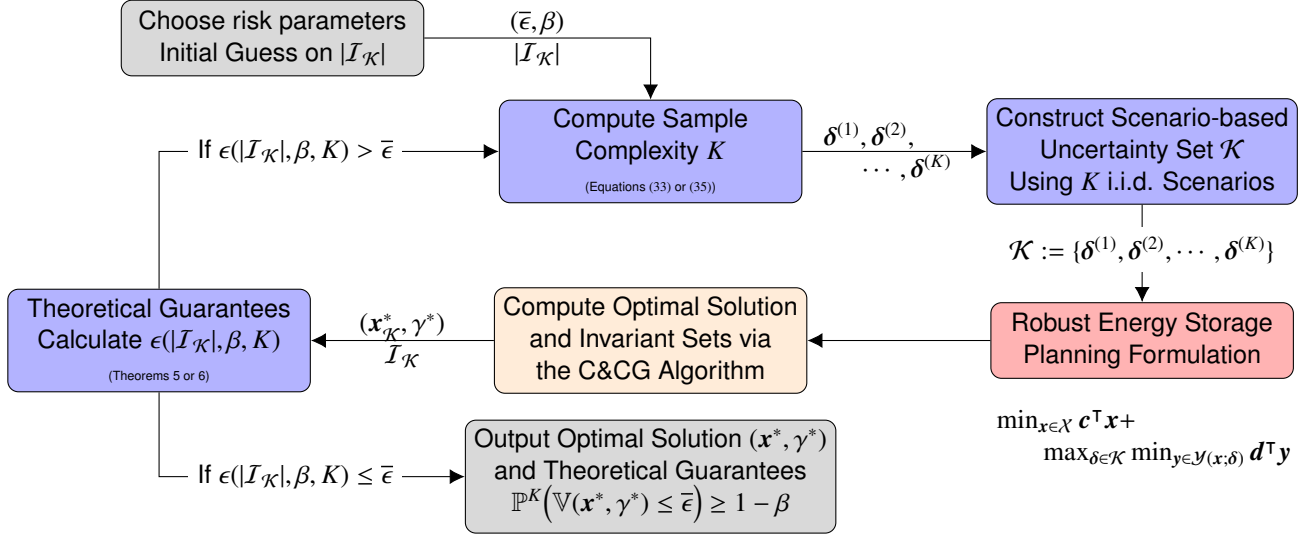 Choose risk parameters
Initial Guess on |𝓘_𝒦|
(ϵ̅, β)
|𝓘_𝒦|
If ϵ(|𝓘_𝒦|, β, K) > ϵ̅
Compute Sample
Complexity K
(Equations (33) or (35))
δ⁽¹⁾, δ⁽²⁾,
⋯ , δ⁽ᴷ⁾
Construct Scenario-based
Uncertainty Set 𝒦
Using K i.i.d. Scenarios
𝒦 := {δ⁽¹⁾, δ⁽²⁾, ⋯ , δ⁽ᴷ⁾}
Theoretical Guarantees
Calculate ϵ(|𝓘_𝒦|, β, K)
(Theorems 5 or 6)
(x*_𝒦, γ*)
𝓘_𝒦
Compute Optimal Solution
and Invariant Sets via
the C&CG Algorithm
Robust Energy Storage
Planning Formulation
min_{x∈𝒳} c⊺x+
max_{δ∈𝒦} min_{y∈𝒴(x;δ)} d⊺y
If ϵ(|𝓘_𝒦|, β, K) ≤ ϵ̅
Output Optimal Solution (x*, γ*)
and Theoretical Guarantees
ℙᴷ(𝕍(x*, γ*) ≤ ϵ̅) ≥ 1 − β